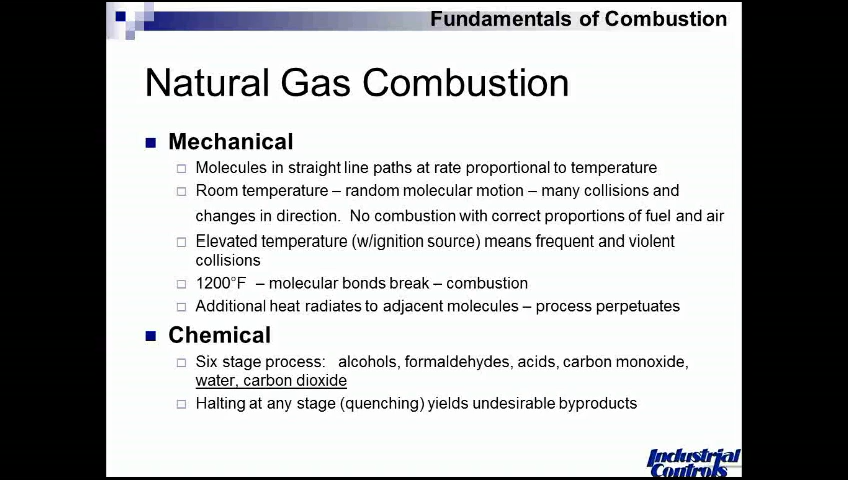 Fundamentals of Combustion
Natural Gas Combustion
Mechanical
Molecules in straight line paths at rate proportional to temperature
Room temperature – random molecular motion – many collisions and
changes in direction.  No combustion with correct proportions of fuel and air
Elevated temperature (w/ignition source) means frequent and violent
collisions
1200°F – molecular bonds break – combustion
Additional heat radiates to adjacent molecules – process perpetuates
Chemical
Six stage process:  alcohols, formaldehydes, acids, carbon monoxide,
water, carbon dioxide
Halting at any stage (quenching) yields undesirable byproducts
Industrial
Controls